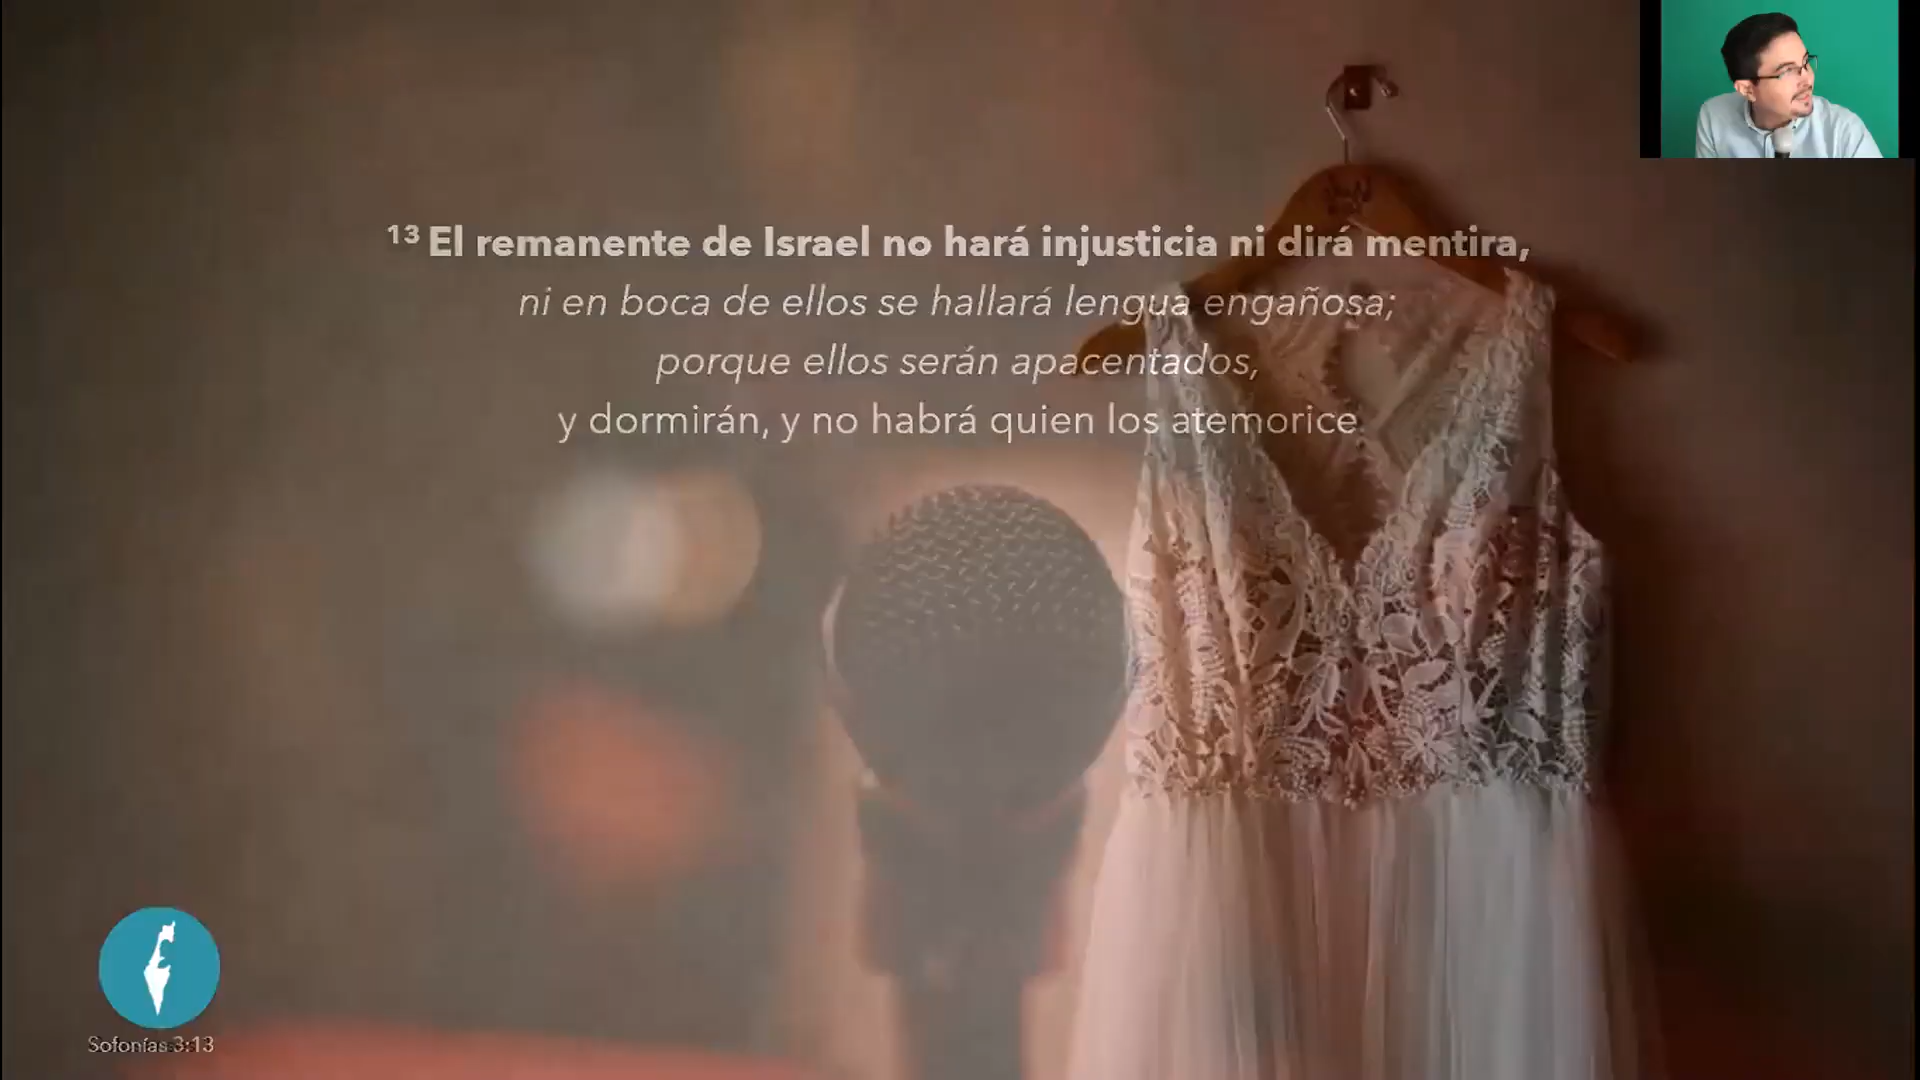 ¹³ El remanente de Israel no hará injusticia ni dirá mentira,
ni en boca de ellos se hallará lengua engañosa;
porque ellos serán apacentados,
y dormirán, y no habrá quien los atemorice
Sofonías 3:13